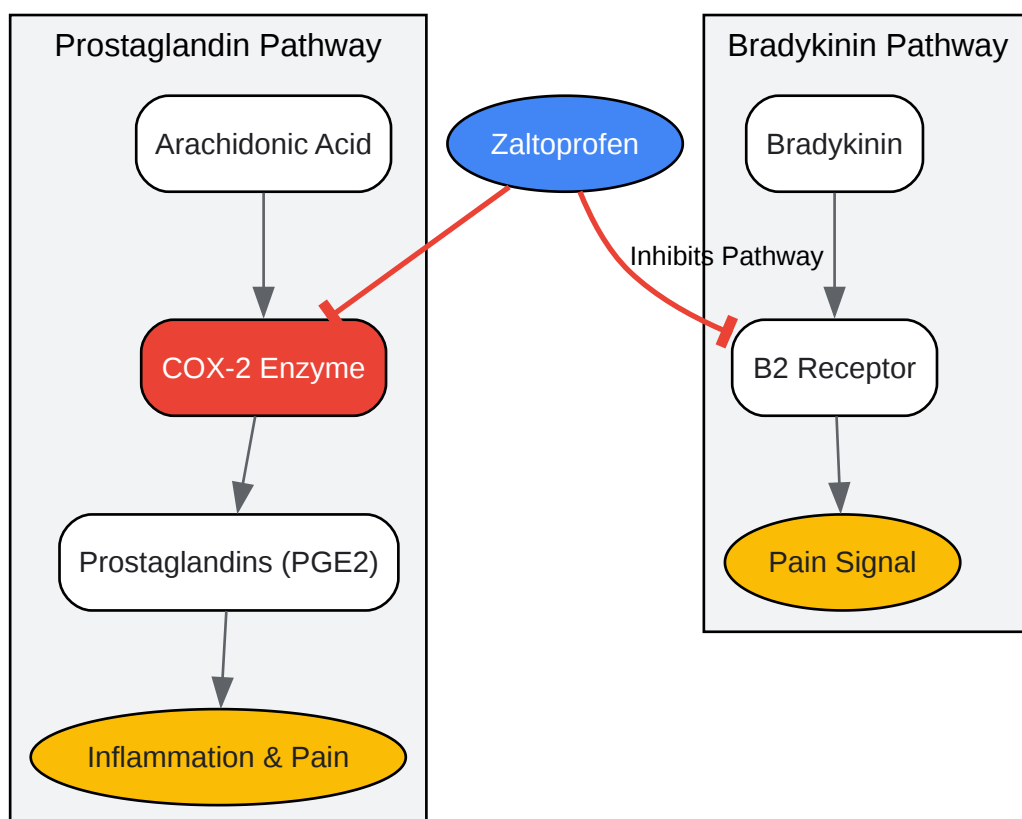 Prostaglandin Pathway
Arachidonic Acid
COX-2 Enzyme
Prostaglandins (PGE2)
Inflammation & Pain
Zaltoprofen
Inhibits Pathway
Bradykinin Pathway
Bradykinin
B2 Receptor
Pain Signal